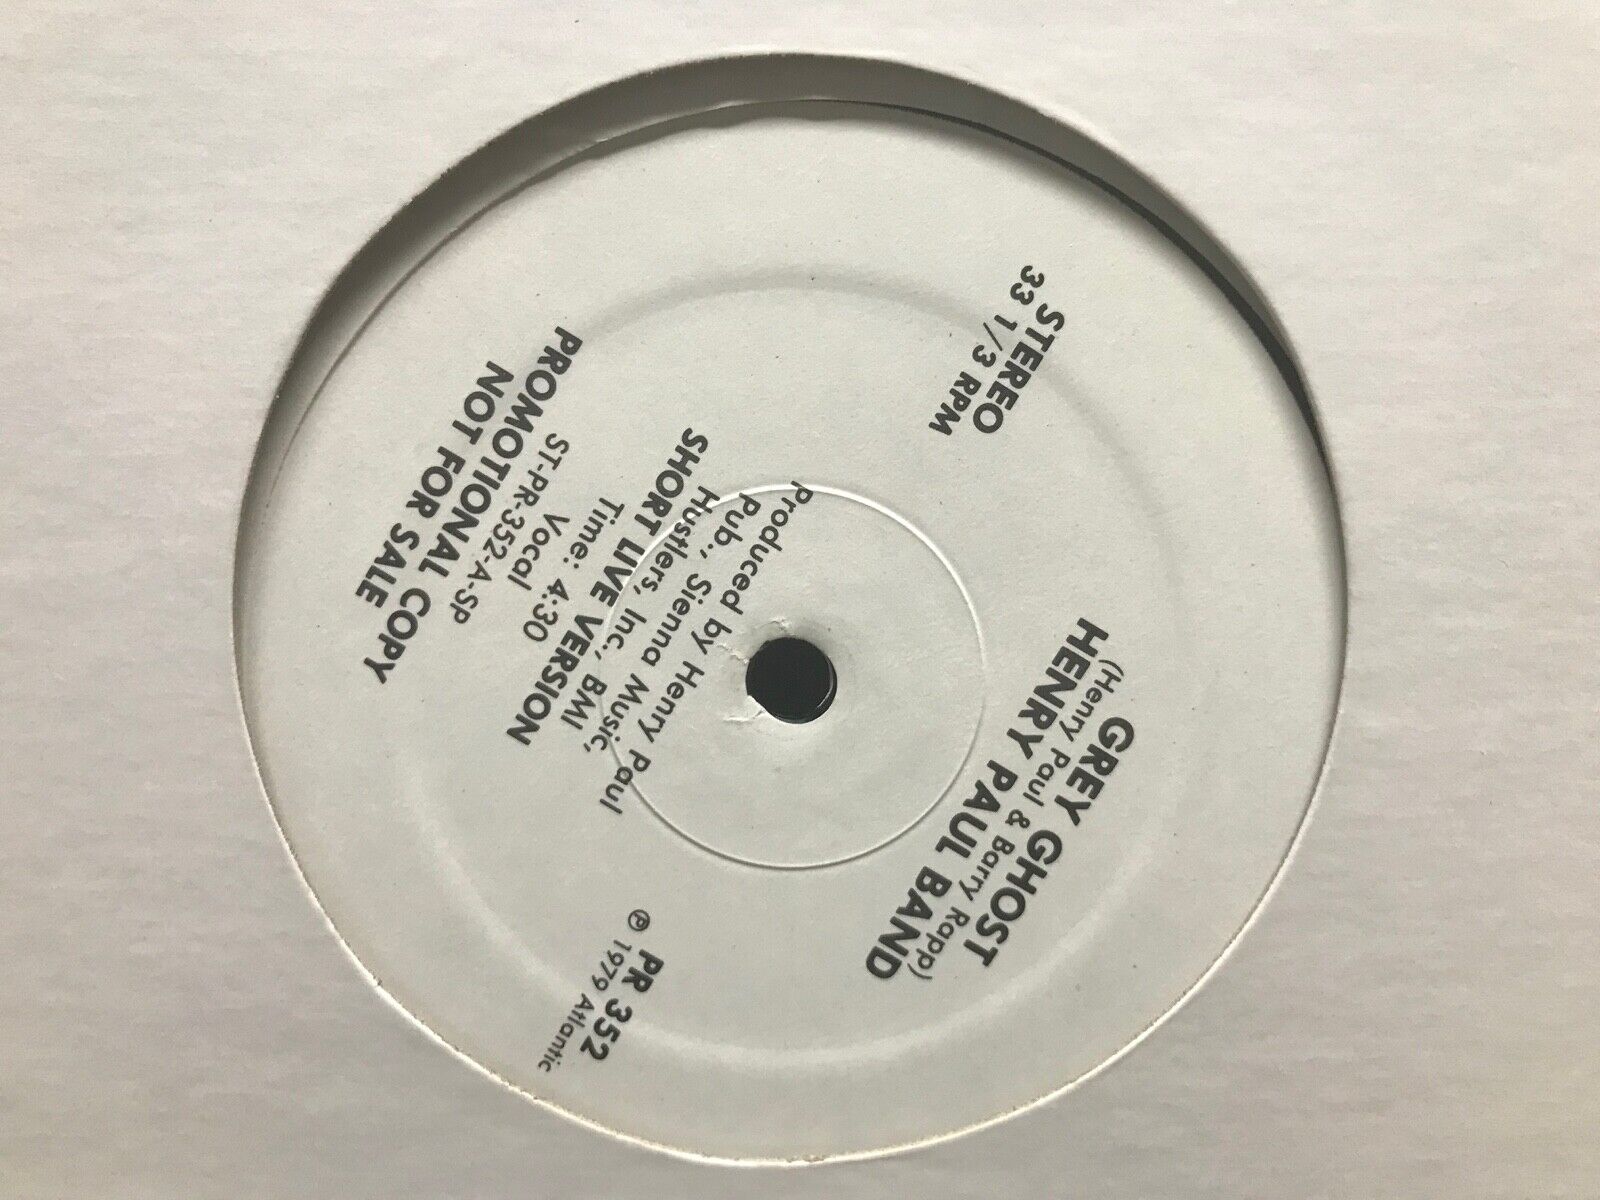 GREY GHOST
(Henry Paul & Barry Rapp)
HENRY PAUL BAND
STEREO
33 1/3 RPM
PR 352
℗ 1979 Atlantic
Produced by Henry Paul
Pub., Sienna Music,
Hustlers, Inc., BMI
SHORT LIVE VERSION
Time: 4:30
Vocal
ST-PR-352-A-SP
PROMOTIONAL COPY
NOT FOR SALE